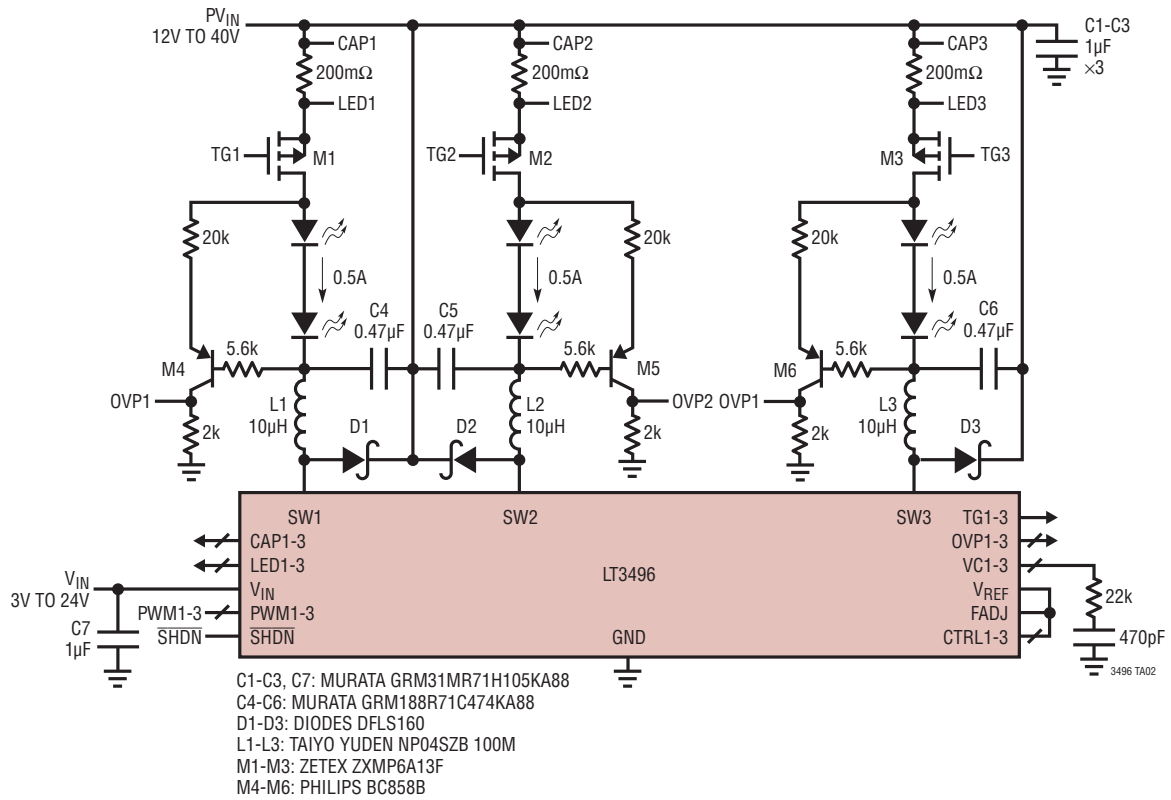 PVIN
12V TO 40V
CAP1
CAP2
CAP3
C1-C3
1µF
×3
200mΩ
200mΩ
200mΩ
LED1
LED2
LED3
TG1
M1
TG2
M2
M3
TG3
20k
20k
20k
0.5A
0.5A
0.5A
C4
0.47µF
C5
0.47µF
C6
0.47µF
M4
5.6k
5.6k
M5
M6
5.6k
OVP1
OVP2
OVP1
2k
L1
10µH
D1
D2
L2
10µH
2k
2k
L3
10µH
D3
SW1
SW2
SW3
CAP1-3
LED1-3
VIN
PWM1-3
SHDN
LT3496
GND
TG1-3
OVP1-3
VC1-3
VREF
FADJ
CTRL1-3
VIN
3V TO 24V
PWM1-3
SHDN
C7
1µF
22k
470pF
3496 TA02
C1-C3, C7: MURATA GRM31MR71H105KA88
C4-C6: MURATA GRM188R71C474KA88
D1-D3: DIODES DFLS160
L1-L3: TAIYO YUDEN NP04SZB 100M
M1-M3: ZETEX ZXMP6A13F
M4-M6: PHILIPS BC858B